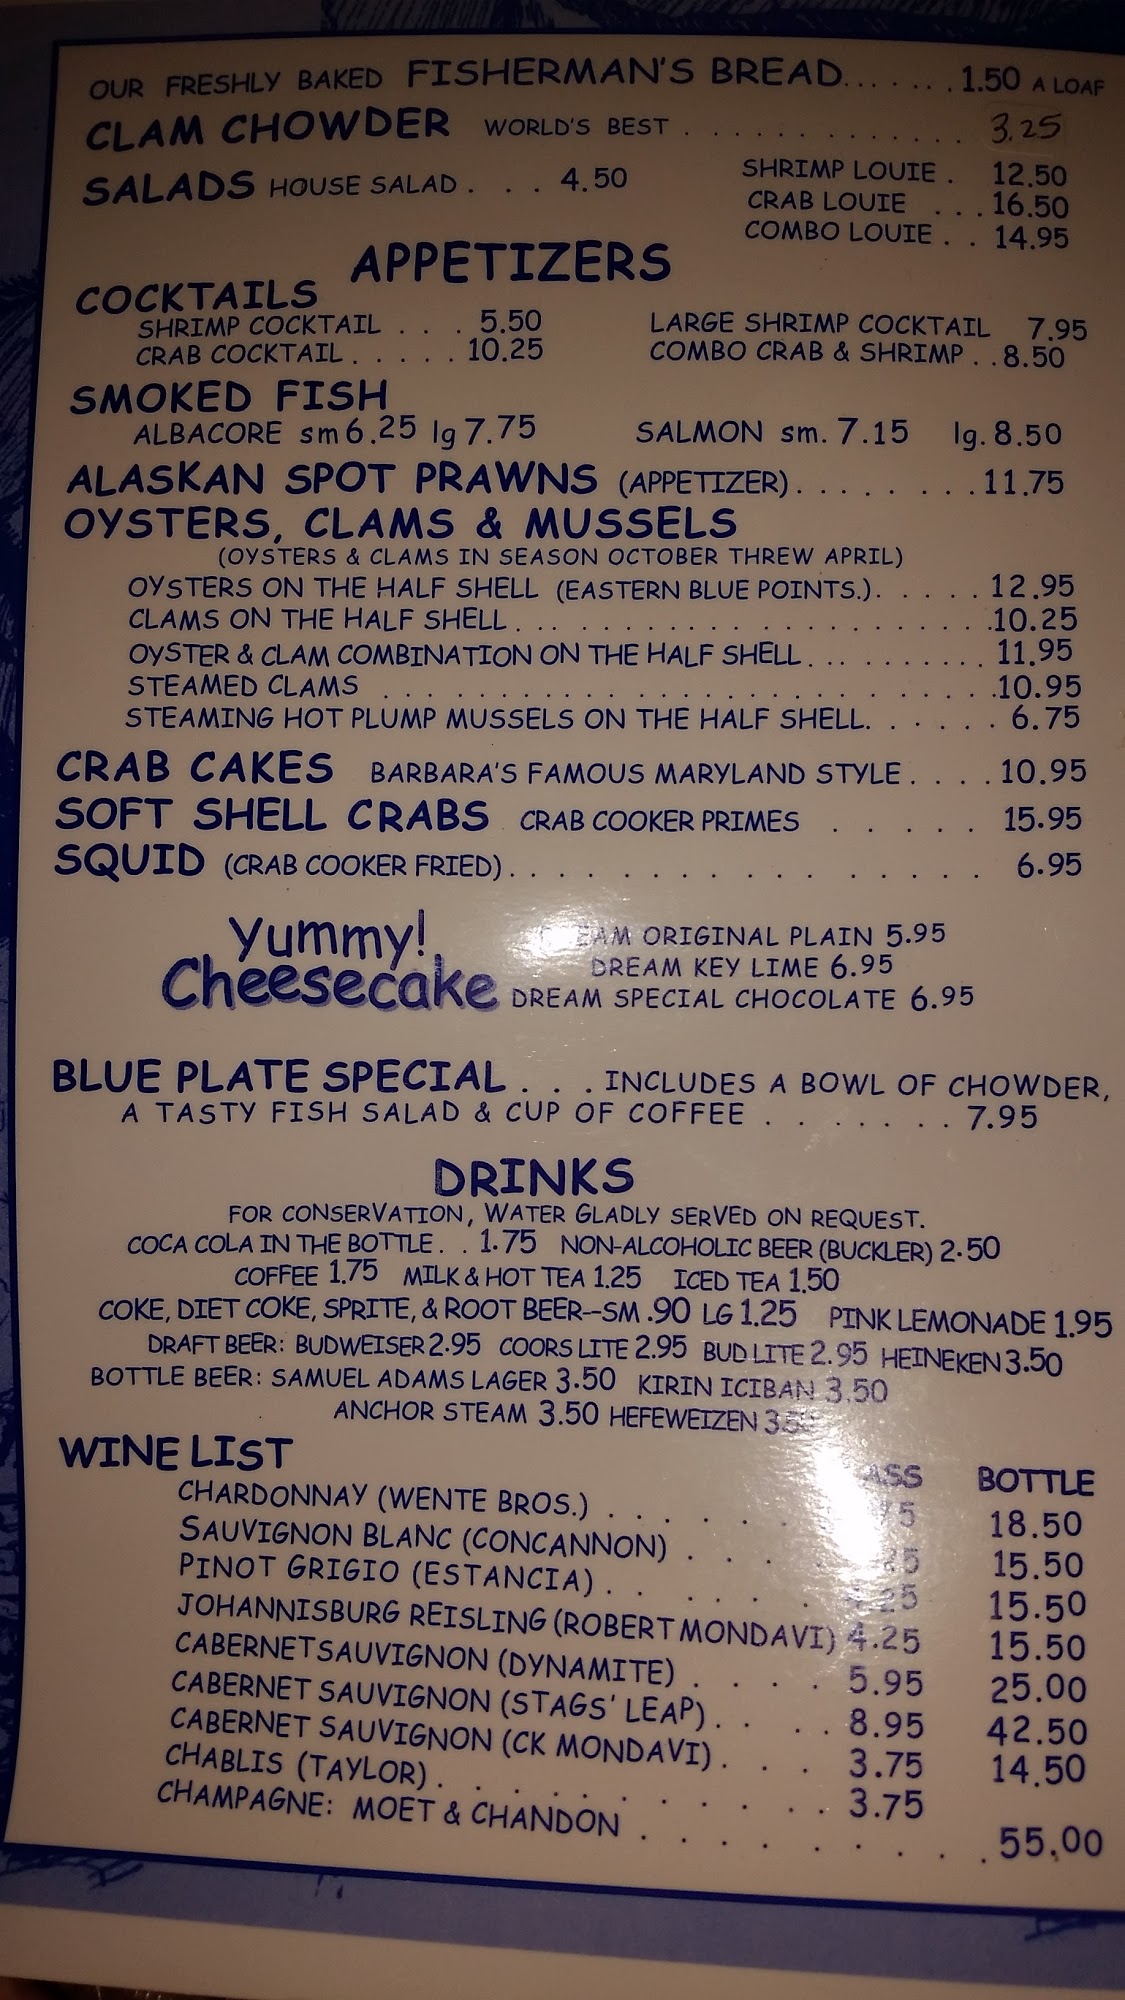 OUR FRESHLY BAKED FISHERMAN'S BREAD.......1.50 A LOAF
CLAM CHOWDER WORLD'S BEST . . . . . . . . . . . . . 3.25
SALADS HOUSE SALAD . . . 4.50
SHRIMP LOUIE . 12.50
CRAB LOUIE . . . 16.50
COMBO LOUIE . . 14.95
APPETIZERS
COCKTAILS
SHRIMP COCKTAIL . . . 5.50 LARGE SHRIMP COCKTAIL 7.95
CRAB COCKTAIL . . . . . 10.25 COMBO CRAB & SHRIMP . . 8.50
SMOKED FISH
ALBACORE sm 6.25 lg 7.75 SALMON sm. 7.15 lg. 8.50
ALASKAN SPOT PRAWNS (APPETIZER) . . . . . . . . 11.75
OYSTERS, CLAMS & MUSSELS
(OYSTERS & CLAMS IN SEASON OCTOBER THREW APRIL)
OYSTERS ON THE HALF SHELL (EASTERN BLUE POINTS.) . . . . . 12.95
CLAMS ON THE HALF SHELL . . . . . . . . . . . . . . . . . . . . 10.25
OYSTER & CLAM COMBINATION ON THE HALF SHELL . . . . . . . . . 11.95
STEAMED CLAMS . . . . . . . . . . . . . . . . . . . . . . . . . 10.95
STEAMING HOT PLUMP MUSSELS ON THE HALF SHELL. . . . . . 6.75
CRAB CAKES BARBARA'S FAMOUS MARYLAND STYLE . . . . 10.95
SOFT SHELL CRABS CRAB COOKER PRIMES . . . . . 15.95
SQUID (CRAB COOKER FRIED) . . . . . . . . . . . . . . 6.95
Yummy!
Cheesecake
ORIGINAL PLAIN 5.95
DREAM KEY LIME 6.95
DREAM SPECIAL CHOCOLATE 6.95
BLUE PLATE SPECIAL . . . INCLUDES A BOWL OF CHOWDER,
A TASTY FISH SALAD & CUP OF COFFEE . . . . . . . 7.95
DRINKS
FOR CONSERVATION, WATER GLADLY SERVED ON REQUEST.
COCA COLA IN THE BOTTLE. . . 1.75 NON-ALCOHOLIC BEER (BUCKLER) 2.50
COFFEE 1.75 MILK & HOT TEA 1.25 ICED TEA 1.50
COKE, DIET COKE, SPRITE, & ROOT BEER--SM .90 LG 1.25 PINK LEMONADE 1.95
DRAFT BEER: BUDWEISER 2.95 COORS LITE 2.95 BUD LITE 2.95 HEINEKEN 3.50
BOTTLE BEER: SAMUEL ADAMS LAGER 3.50 KIRIN ICIBAN 3.50
ANCHOR STEAM 3.50 HEFEWEIZEN
WINE LIST BOTTLE
CHARDONNAY (WENTE BROS.) . . . . . . 18.50
SAUVIGNON BLANC (CONCANNON) . . . . 15.50
PINOT GRIGIO (ESTANCIA) . . . . . . . 15.50
JOHANNISBURG REISLING (ROBERT MONDAVI) 4.25 15.50
CABERNET SAUVIGNON (DYNAMITE) . . . . 5.95 25.00
CABERNET SAUVIGNON (STAGS' LEAP) . . . . 8.95 42.50
CABERNET SAUVIGNON (CK MONDAVI) . . . 3.75 14.50
CHABLIS (TAYLOR) . . . . . . . . . . . 3.75
CHAMPAGNE: MOET & CHANDON . . . . . . . . . 55.00